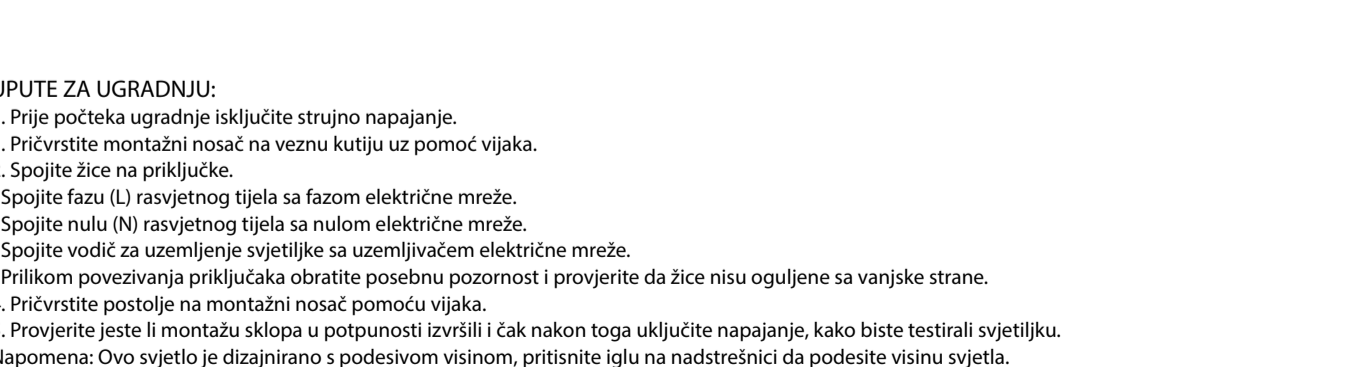 UPUTE ZA UGRADNJU:
. Prije početeka ugradnje isključite strujno napajanje.
. Pričvrstite montažni nosač na veznu kutiju uz pomoć vijaka.
. Spojite žice na priključke.
Spojite fazu (L) rasvjetnog tijela sa fazom električne mreže.
Spojite nulu (N) rasvjetnog tijela sa nulom električne mreže.
Spojite vodič za uzemljenje svjetiljke sa uzemljivačem električne mreže.
Prilikom povezivanja priključaka obratite posebnu pozornost i provjerite da žice nisu oguljene sa vanjske strane.
. Pričvrstite postolje na montažni nosač pomoću vijaka.
. Provjerite jeste li montažu sklopa u potpunosti izvršili i čak nakon toga uključite napajanje, kako biste testirali svjetiljku.
Napomena: Ovo svjetlo je dizajnirano s podesivom visinom, pritisnite iglu na nadstrešnici da podesite visinu svjetla.